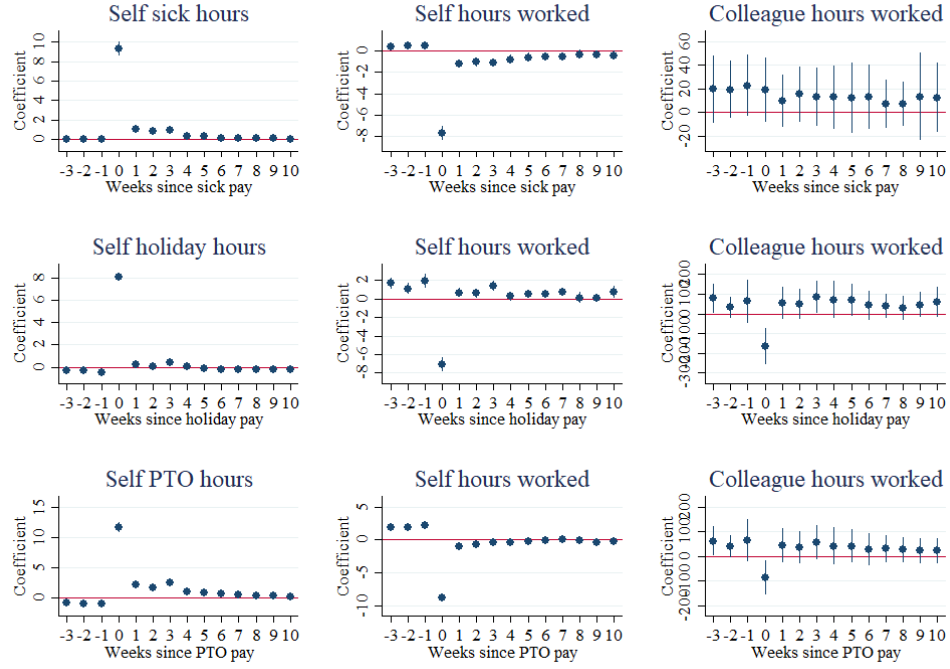 Self sick hours
Coefficient
0 2 4 6 8 10
-3 -2 -1 0 1 2 3 4 5 6 7 8 9 10
Weeks since sick pay
Self hours worked
Coefficient
-8 -6 -4 -2 0
-3 -2 -1 0 1 2 3 4 5 6 7 8 9 10
Weeks since sick pay
Colleague hours worked
Coefficient
-20 0 20 40 60
-3 -2 -1 0 1 2 3 4 5 6 7 8 9 10
Weeks since sick pay
Self holiday hours
Coefficient
0 2 4 6 8
-3 -2 -1 0 1 2 3 4 5 6 7 8 9 10
Weeks since holiday pay
Self hours worked
Coefficient
-8 -6 -4 -2 0 2
-3 -2 -1 0 1 2 3 4 5 6 7 8 9 10
Weeks since holiday pay
Colleague hours worked
Coefficient
-300 -200 -100 0 100 200
-3 -2 -1 0 1 2 3 4 5 6 7 8 9 10
Weeks since holiday pay
Self PTO hours
Coefficient
0 5 10 15
-3 -2 -1 0 1 2 3 4 5 6 7 8 9 10
Weeks since PTO pay
Self hours worked
Coefficient
-10 -5 0 5
-3 -2 -1 0 1 2 3 4 5 6 7 8 9 10
Weeks since PTO pay
Colleague hours worked
Coefficient
-200 -100 0 100 200
-3 -2 -1 0 1 2 3 4 5 6 7 8 9 10
Weeks since PTO pay